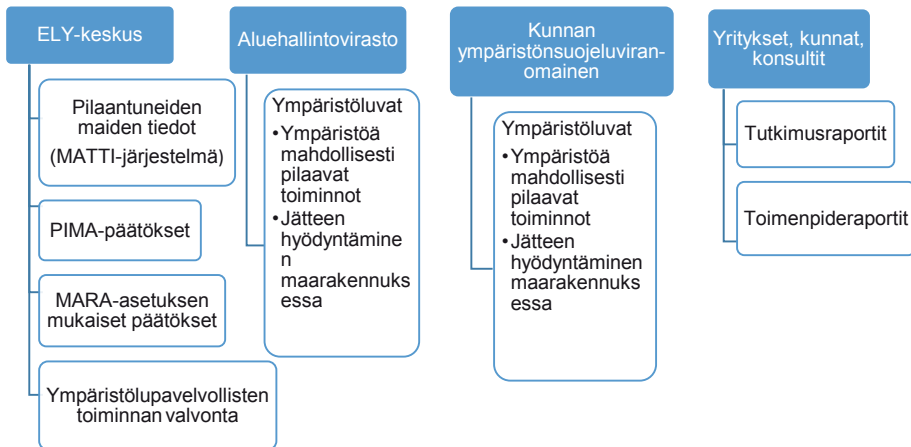 ELY-keskus
Pilaantuneiden
maiden tiedot
(MATTI-järjestelmä)
PIMA-päätökset
MARA-asetuksen
mukaiset päätökset
Ympäristölupavelvollisten
toiminnan valvonta
Aluehallintovirasto
Ympäristöluvat
•Ympäristöä
mahdollisesti
pilaavat
toiminnot
•Jätteen
hyödyntämine
n
maarakennuks
essa
Kunnan
ympäristönsuojeluviran-
omainen
Ympäristöluvat
•Ympäristöä
mahdollisesti
pilaavat
toiminnot
•Jätteen
hyödyntäminen
maarakennuks
essa
Yritykset, kunnat,
konsultit
Tutkimusraportit
Toimenpideraportit